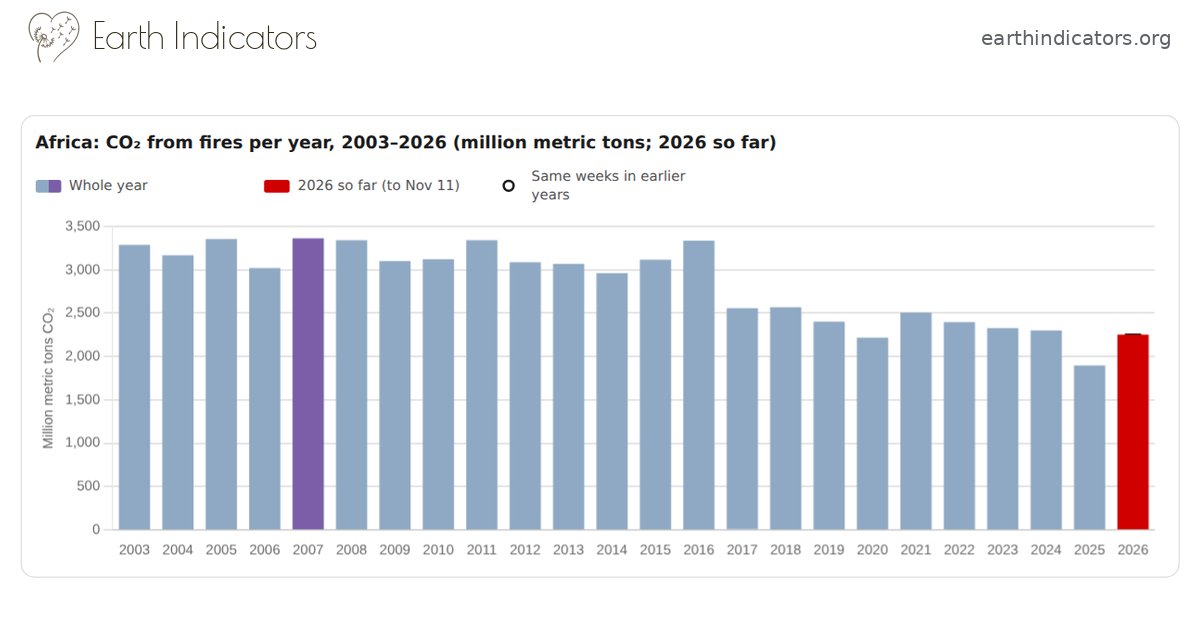 Earth Indicators
earthindicators.org
Africa: CO₂ from fires per year, 2003–2026 (million metric tons; 2026 so far)
Whole year
2026 so far (to Nov 11)
Same weeks in earlier
years
Million metric tons CO₂
3,500
3,000
2,500
2,000
1,500
1,000
500
0
2003 2004 2005 2006 2007 2008 2009 2010 2011 2012 2013 2014 2015 2016 2017 2018 2019 2020 2021 2022 2023 2024 2025 2026